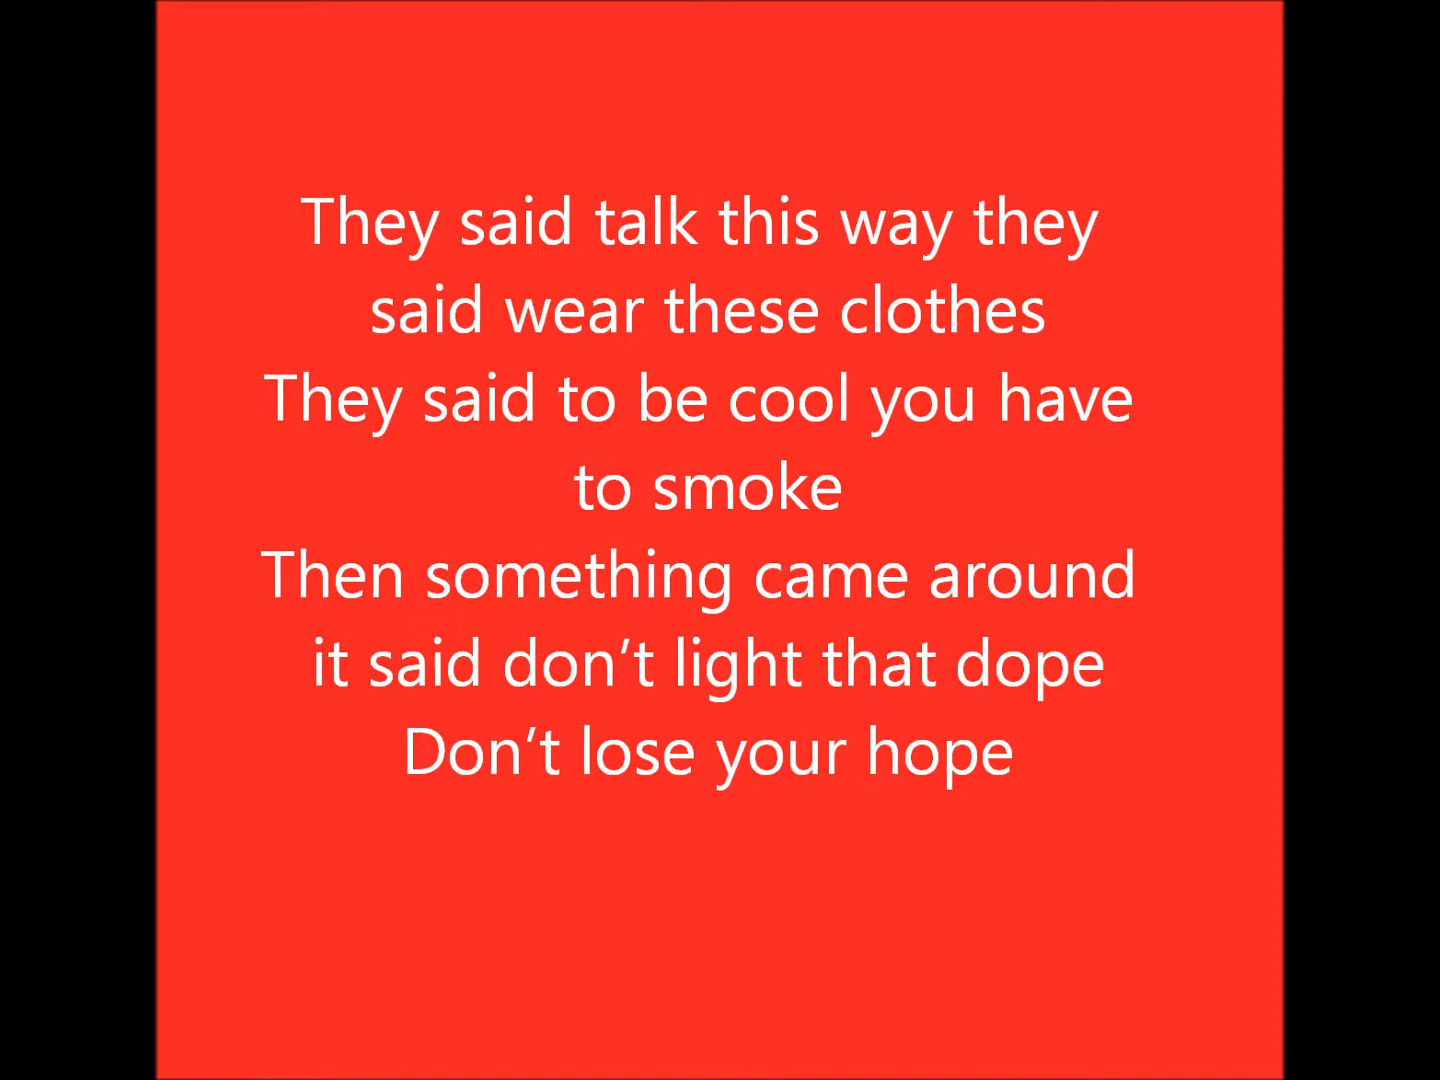 They said talk this way they
said wear these clothes
They said to be cool you have
to smoke
Then something came around
it said don’t light that dope
Don’t lose your hope